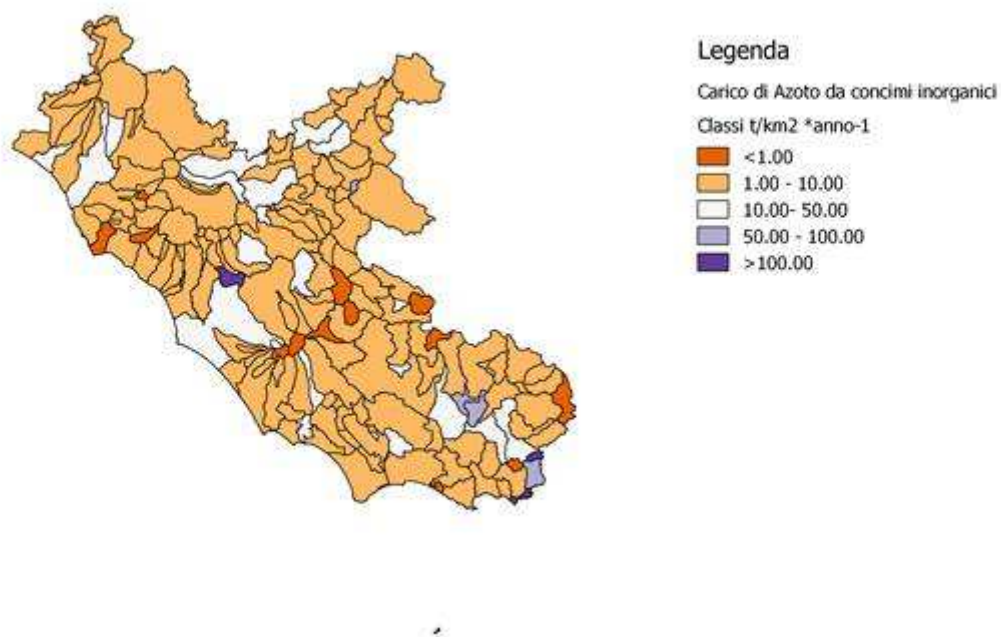 Legenda
Carico di Azoto da concimi inorganici
Classi t/km2 *anno-1
<1.00
1.00 - 10.00
10.00- 50.00
50.00 - 100.00
>100.00